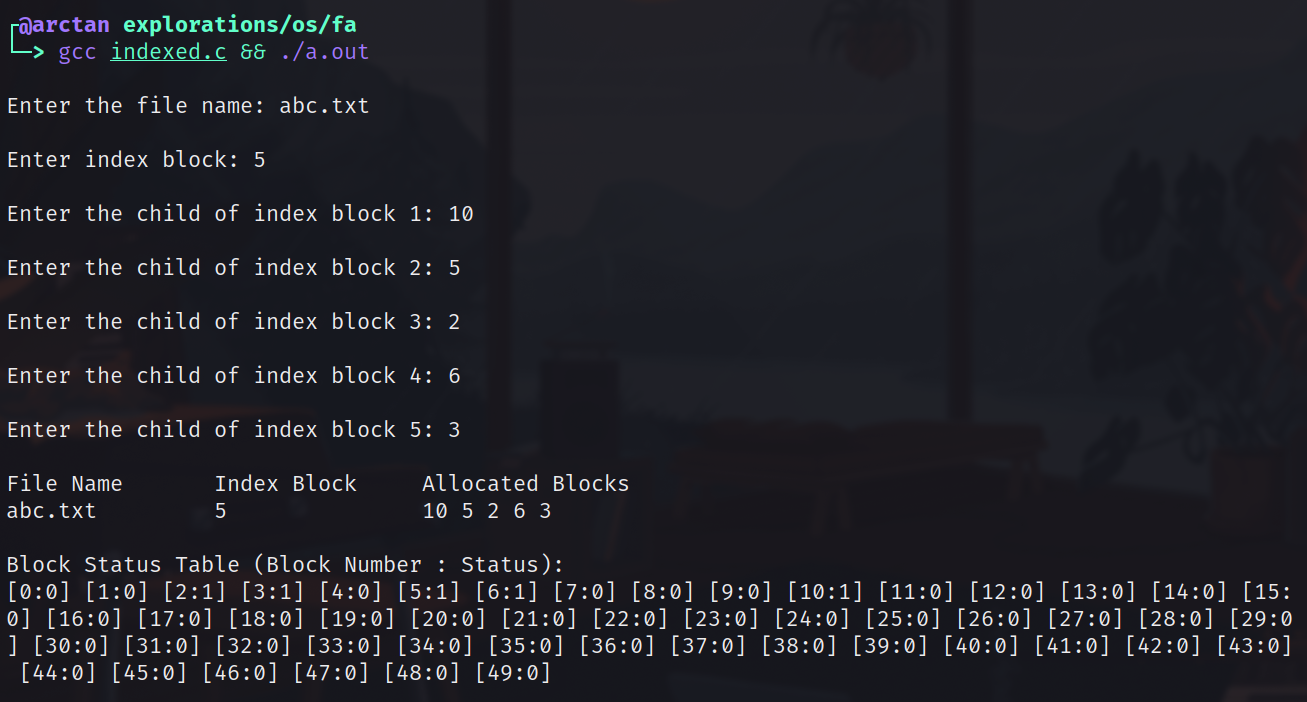 @arctan explorations/os/fa
> gcc indexed.c && ./a.out
Enter the file name: abc.txt
Enter index block: 5
Enter the child of index block 1: 10
Enter the child of index block 2: 5
Enter the child of index block 3: 2
Enter the child of index block 4: 6
Enter the child of index block 5: 3
File Name Index Block Allocated Blocks
abc.txt 5 10 5 2 6 3
Block Status Table (Block Number : Status):
[0:0] [1:0] [2:1] [3:1] [4:0] [5:1] [6:1] [7:0] [8:0] [9:0] [10:1] [11:0] [12:0] [13:0] [14:0] [15:
0] [16:0] [17:0] [18:0] [19:0] [20:0] [21:0] [22:0] [23:0] [24:0] [25:0] [26:0] [27:0] [28:0] [29:0
] [30:0] [31:0] [32:0] [33:0] [34:0] [35:0] [36:0] [37:0] [38:0] [39:0] [40:0] [41:0] [42:0] [43:0]
[44:0] [45:0] [46:0] [47:0] [48:0] [49:0]